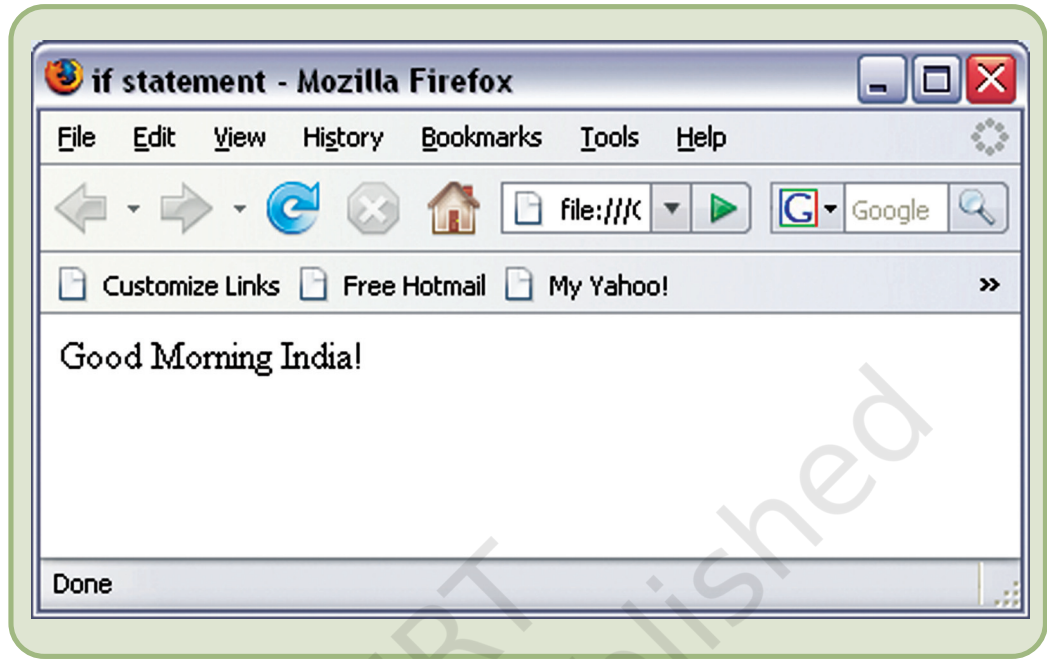 if statement - Mozilla Firefox
File Edit View History Bookmarks Tools Help
file:///C G Google
Customize Links Free Hotmail My Yahoo! »
Good Morning India!
Done